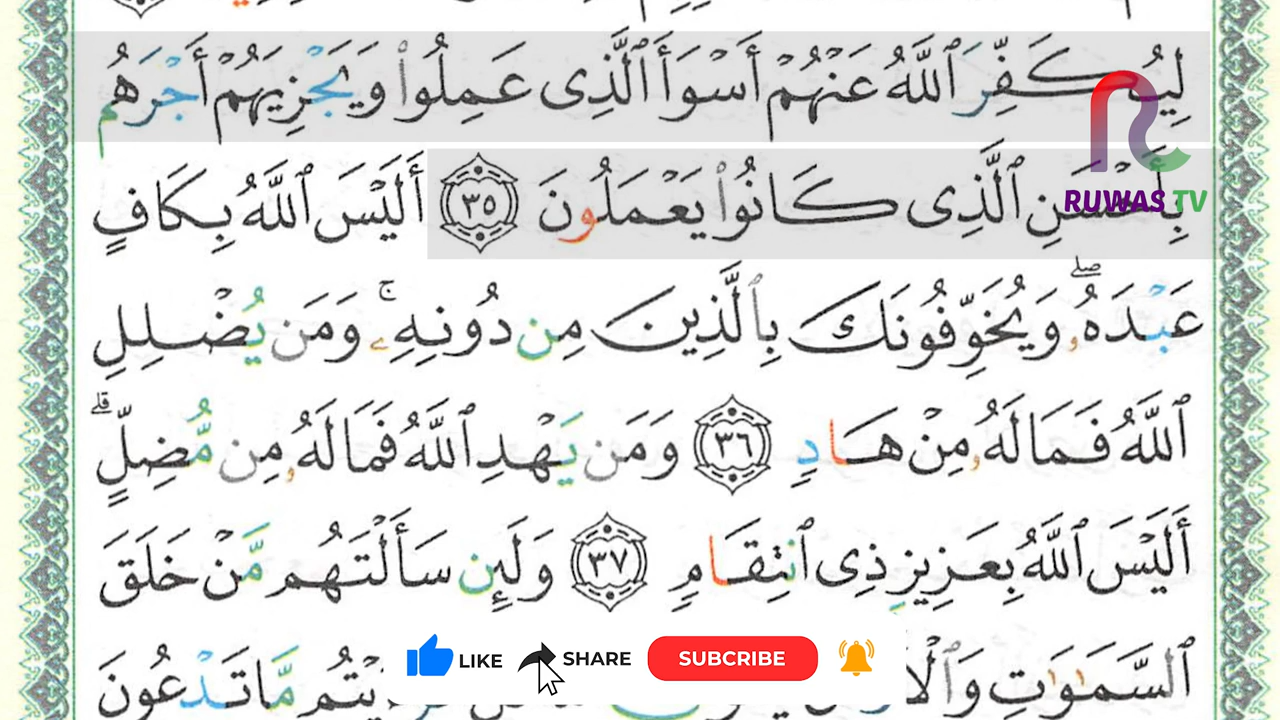 لِيُكَفِّرَ ٱللَّهُ عَنْهُمْ أَسْوَأَ ٱلَّذِى عَمِلُوا۟ وَيَجْزِيَهُمْ أَجْرَهُم
بِأَحْسَنِ ٱلَّذِى كَانُوا۟ يَعْمَلُونَ ٣٥ أَلَيْسَ ٱللَّهُ بِكَافٍ
عَبْدَهُۥ ۖ وَيُخَوِّفُونَكَ بِٱلَّذِينَ مِن دُونِهِۦ ۚ وَمَن يُضْلِلِ
ٱللَّهُ فَمَا لَهُۥ مِنْ هَادٍ ٣٦ وَمَن يَهْدِ ٱللَّهُ فَمَا لَهُۥ مِن مُّضِلٍّ ۗ
أَلَيْسَ ٱللَّهُ بِعَزِيزٍ ذِى ٱنتِقَامٍ ٣٧ وَلَئِن سَأَلْتَهُم مَّنْ خَلَقَ
ٱلسَّمَٰوَٰتِ مَّا تَدْعُونَ
RUWAS TV
LIKE SHARE SUBCRIBE